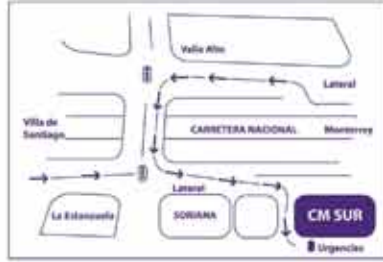 Valle Alto
Lateral
Villa de
Santiago
CARRETERA NACIONAL
Monterrey
Lateral
La Estanzuela
SORIANA
CM SUR
Urgencias